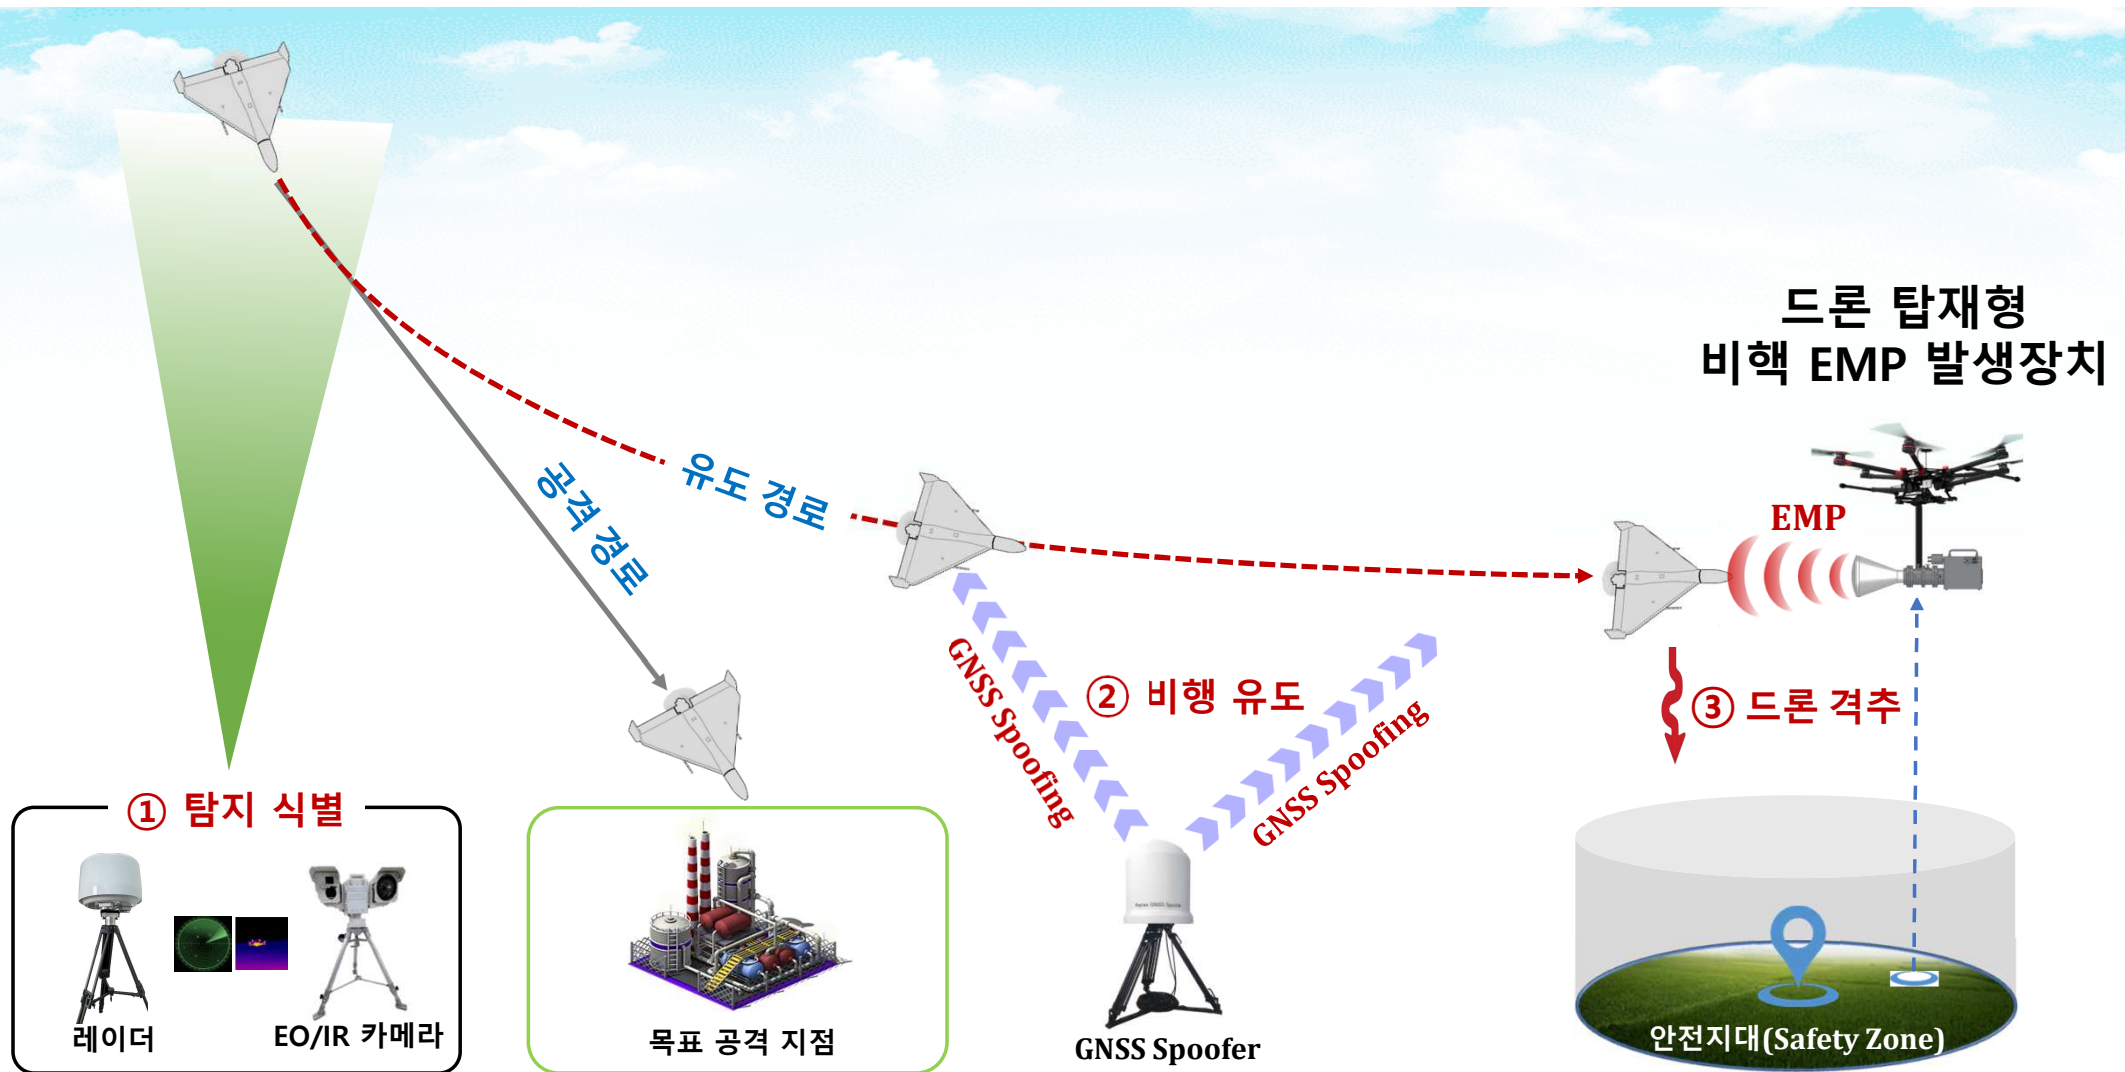 드론 탑재형
비핵 EMP 발생장치
유도 경로
공격 경로
EMP
GNSS Spoofing
② 비행 유도
GNSS Spoofing
③ 드론 격추
① 탐지 식별
레이더
EO/IR 카메라
목표 공격 지점
GNSS Spoofer
안전지대(Safety Zone)